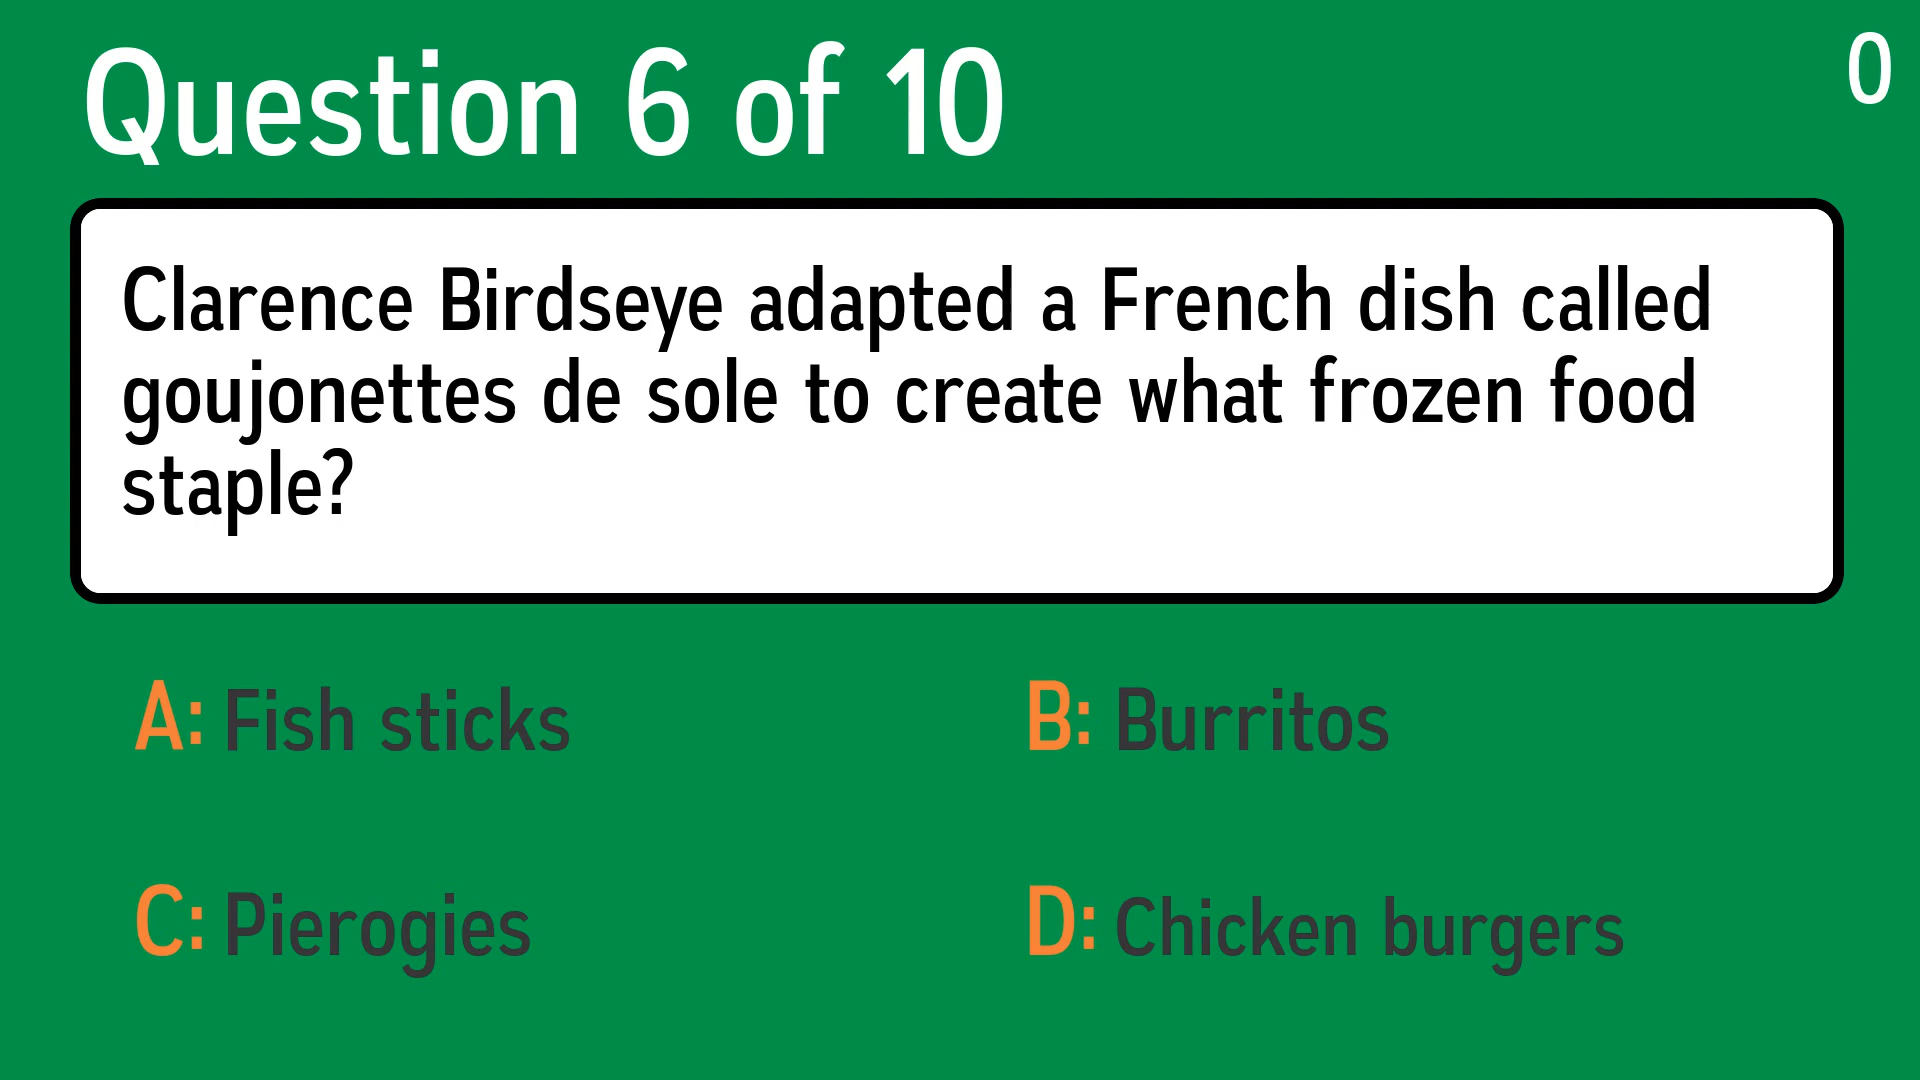 Question 6 of 10
0
Clarence Birdseye adapted a French dish called
goujonettes de sole to create what frozen food
staple?
A: Fish sticks
B: Burritos
C: Pierogies
D: Chicken burgers